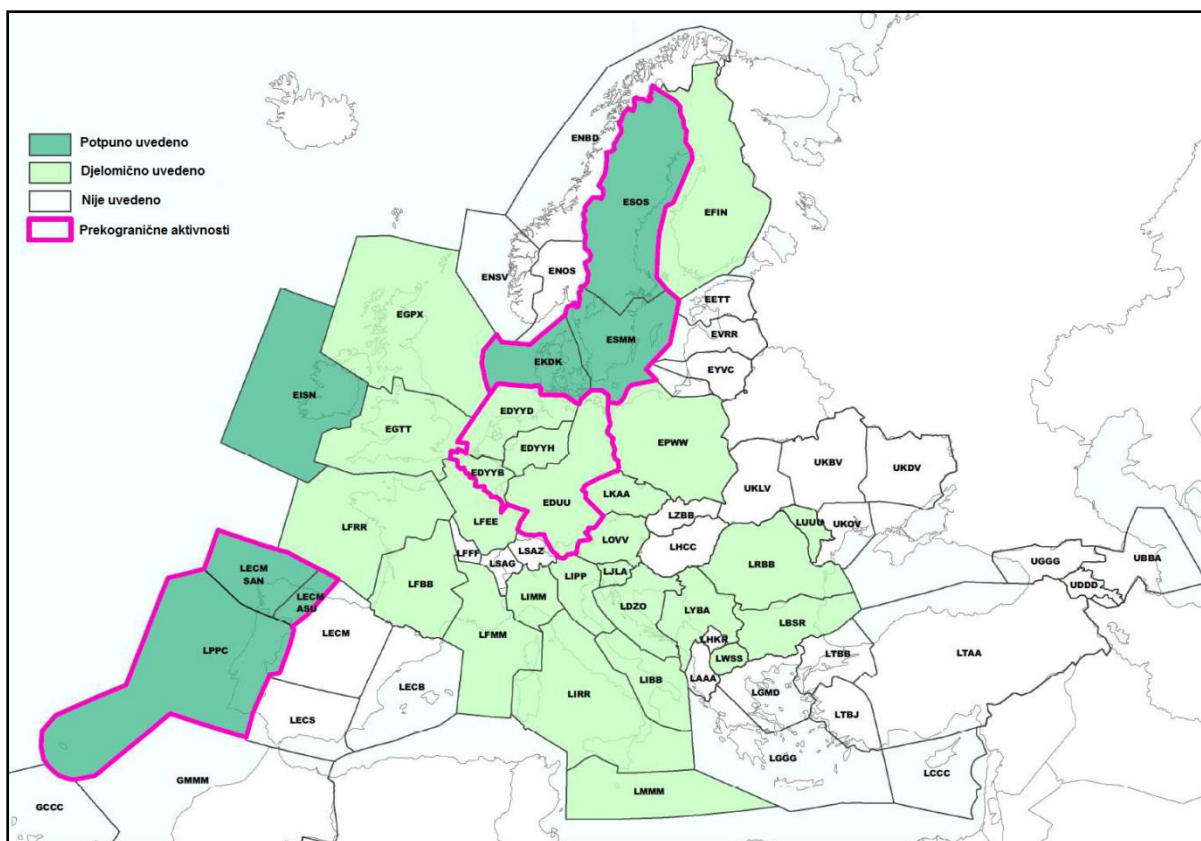 Potpuno uvedeno
Djelomično uvedeno
Nije uvedeno
Prekogranične aktivnosti
ENBD
ESOS
EFIN
ENSV
ENOS
EETT
EGPX
EVRR
ESMM
EKDK
EYVC
EISN
EDYYD
EGTT
EDYYH
EPWW
EDYYB
UKBV
UKDV
UKLV
EDUU
LKAA
LZBB
LFRR
LFEE
LUUU
UKOV
LOVV
LHCC
LFFF
LSAZ
LSAG
LECM
SAN
LFBB
LIPP
LJLA
LRBB
UGGG
UBBA
LECM
ASU
LIMM
UDDD
LDZO
LYBA
LBSR
LFMM
LECM
LHKR
LPPC
LWSS
LTBB
LTAA
LAAA
LIRR
LIBB
LECB
LGMD
LTBJ
LECS
LGGG
LCCC
GMMM
LMMM
GCCC